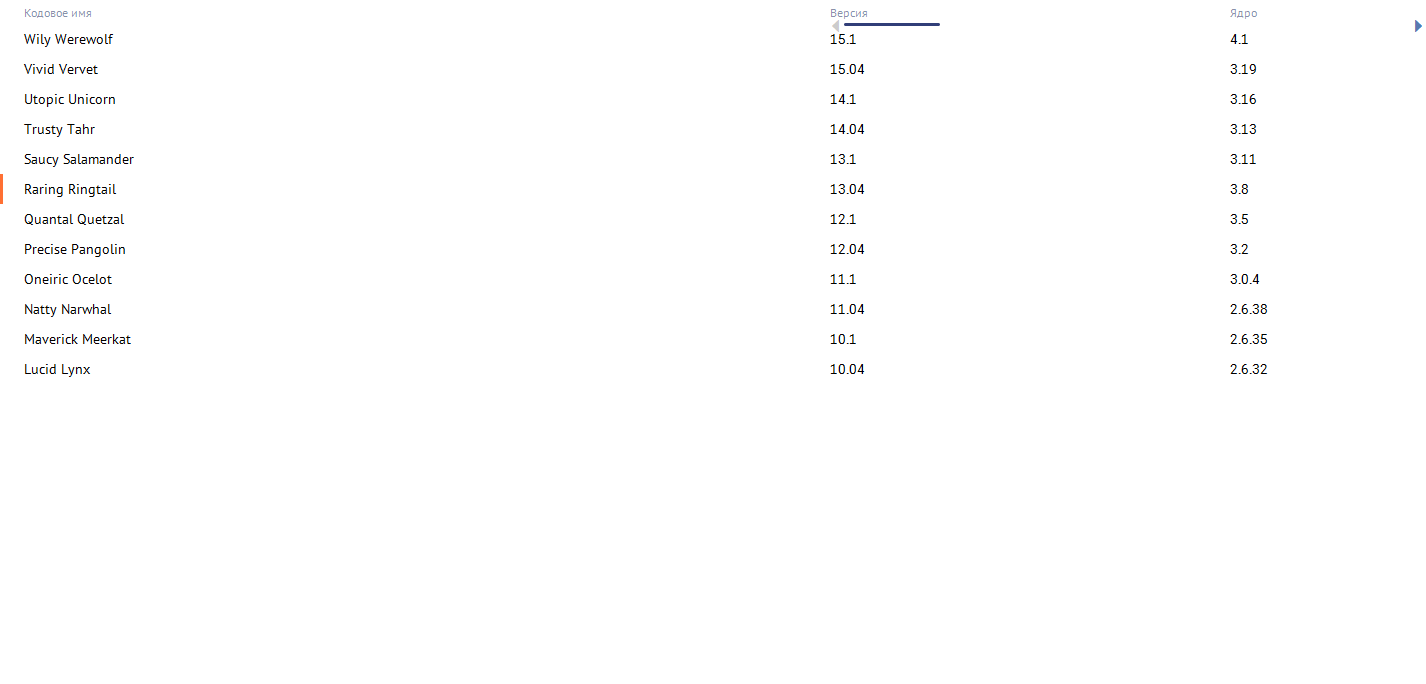 Кодовое имя Версия Ядро
Wily Werewolf 15.1 4.1
Vivid Vervet 15.04 3.19
Utopic Unicorn 14.1 3.16
Trusty Tahr 14.04 3.13
Saucy Salamander 13.1 3.11
Raring Ringtail 13.04 3.8
Quantal Quetzal 12.1 3.5
Precise Pangolin 12.04 3.2
Oneiric Ocelot 11.1 3.0.4
Natty Narwhal 11.04 2.6.38
Maverick Meerkat 10.1 2.6.35
Lucid Lynx 10.04 2.6.32